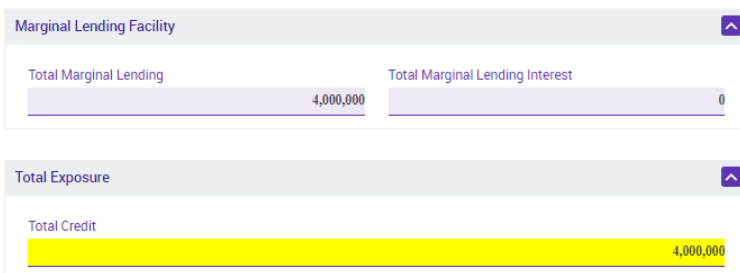 Marginal Lending Facility
Total Marginal Lending Total Marginal Lending Interest
4,000,000 0
Total Exposure
Total Credit
4,000,000